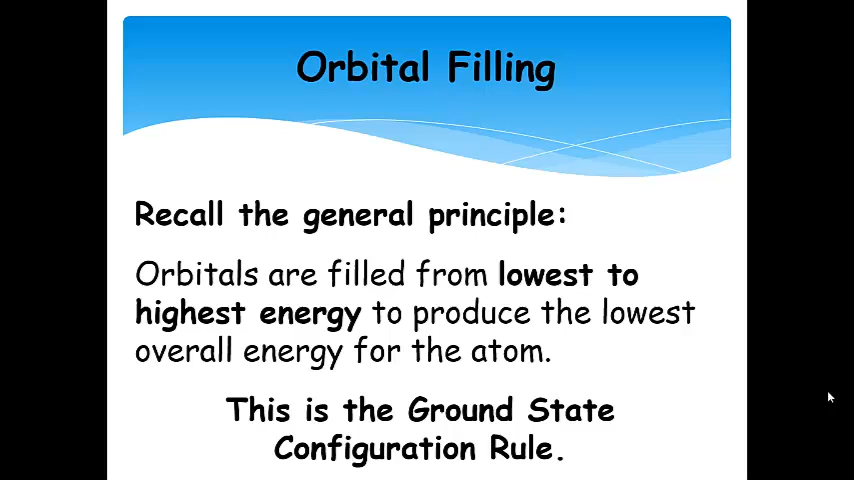 Orbital Filling
Recall the general principle:
Orbitals are filled from lowest to
highest energy to produce the lowest
overall energy for the atom.
This is the Ground State
Configuration Rule.